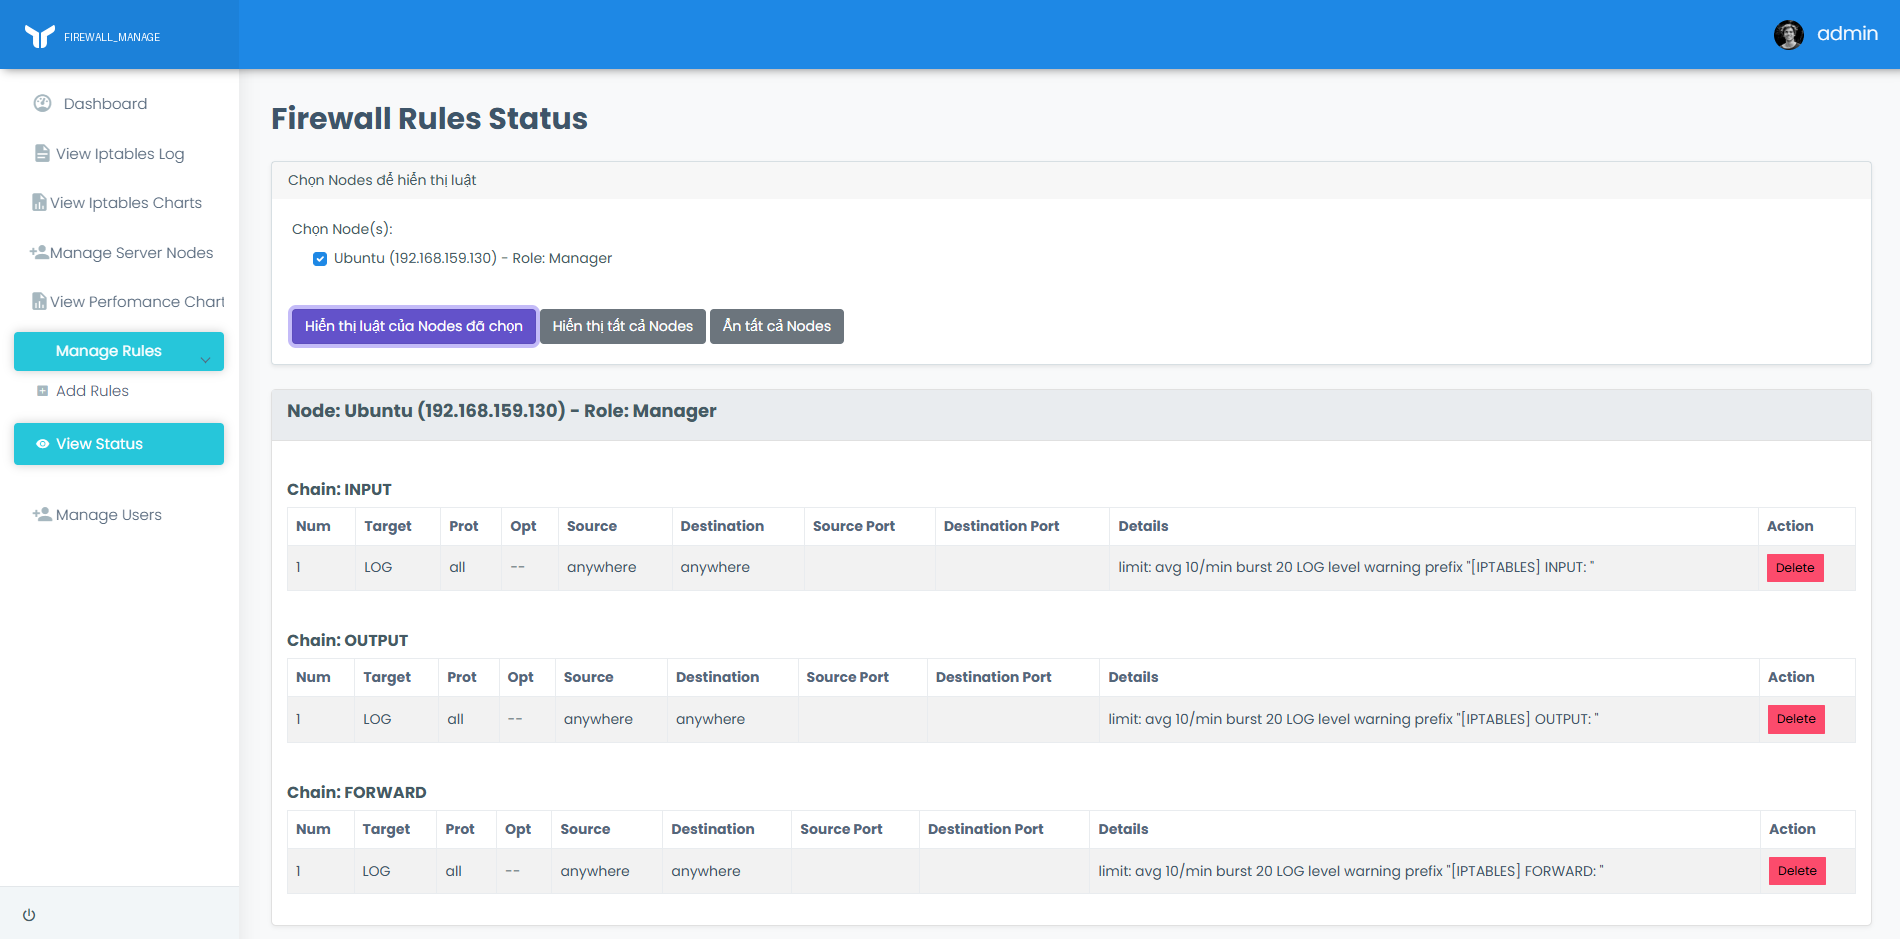 FIREWALL_MANAGE
admin
Dashboard
View Iptables Log
View Iptables Charts
Manage Server Nodes
View Perfomance Chart
Manage Rules
Add Rules
View Status
Manage Users
Firewall Rules Status
Chọn Nodes để hiển thị luật
Chọn Node(s):
Ubuntu (192.168.159.130) - Role: Manager
Hiển thị luật của Nodes đã chọn Hiển thị tất cả Nodes Ẩn tất cả Nodes
Node: Ubuntu (192.168.159.130) - Role: Manager
Chain: INPUT
Num Target Prot Opt Source Destination Source Port Destination Port Details Action
1 LOG all -- anywhere anywhere limit: avg 10/min burst 20 LOG level warning prefix "[IPTABLES] INPUT: " Delete
Chain: OUTPUT
Num Target Prot Opt Source Destination Source Port Destination Port Details Action
1 LOG all -- anywhere anywhere limit: avg 10/min burst 20 LOG level warning prefix "[IPTABLES] OUTPUT: " Delete
Chain: FORWARD
Num Target Prot Opt Source Destination Source Port Destination Port Details Action
1 LOG all -- anywhere anywhere limit: avg 10/min burst 20 LOG level warning prefix "[IPTABLES] FORWARD: " Delete